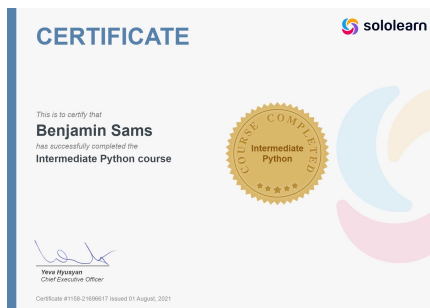 CERTIFICATE
sololearn
This is to certify that
Benjamin Sams
has successfully completed the
Intermediate Python course
COURSE COMPLETED
Intermediate
Python
Yeva Hyusyan
Chief Executive Officer
Certificate #1158-21696617 Issued 01 August, 2021